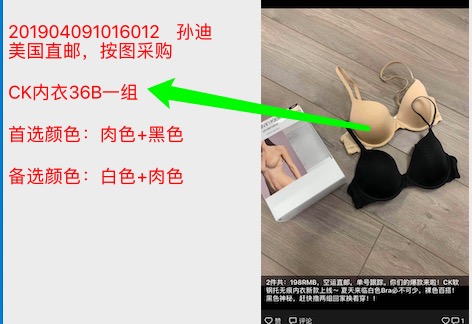 201904091016012 孙迪
美国直邮，按图采购
CK内衣36B一组
首选颜色：肉色+黑色
备选颜色：白色+肉色
2件共：198RMB，空运直邮，单号跟踪，你们的爆款来啦！CK软
钢托无痕内衣新款上线～ 夏天来临白色Bra必不可少，裸色百搭！
黑色神秘，赶快撸两组回家换着穿！！
赞
评论
1